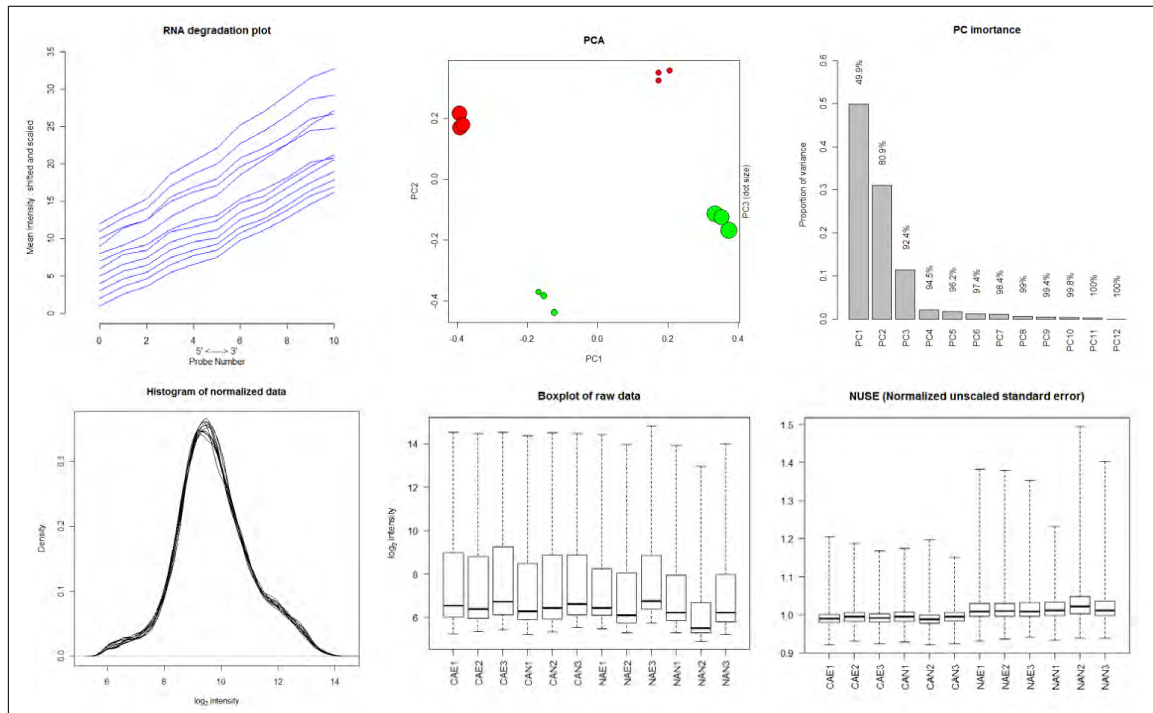 RNA degradation plot
Mean Intensity : shifted and scaled
0 5 10 15 20 25 30 35
0 2 4 6 8 10
5' <-----> 3'
Probe Number
PCA
PC2
-0.4 -0.2 0.0 0.2
-0.4 -0.2 0.0 0.2 0.4
PC1
PC3 (dot size)
PC imortance
Proportion of variance
0.0 0.1 0.2 0.3 0.4 0.5 0.6
49.9% 80.9% 92.4% 94.5% 96.2% 97.4% 98.4% 99% 99.4% 99.8% 100% 100%
PC1 PC2 PC3 PC4 PC5 PC6 PC7 PC8 PC9 PC10 PC11 PC12
Histogram of normalized data
Density
0.0 0.1 0.2 0.3
6 8 10 12 14
log2 intensity
Boxplot of raw data
log2 intensity
6 8 10 12 14
CAE1 CAE2 CAE3 CAN1 CAN2 CAN3 NAE1 NAE2 NAE3 NAN1 NAN2 NAN3
NUSE (Normalized unscaled standard error)
0.9 1.0 1.1 1.2 1.3 1.4 1.5
CAE1 CAE2 CAE3 CAN1 CAN2 CAN3 NAE1 NAE2 NAE3 NAN1 NAN2 NAN3